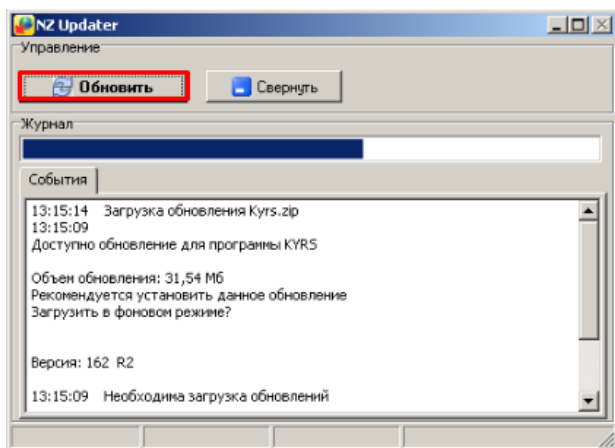 NZ Updater
Управление
Обновить
Свернуть
Журнал
События
13:15:14 Загрузка обновления Kyrs.zip
13:15:09
Доступно обновление для программы KYRS
Объем обновления: 31,54 Мб
Рекомендуется установить данное обновление
Загрузить в фоновом режиме?
Версия: 162 R2
13:15:09 Необходима загрузка обновлений